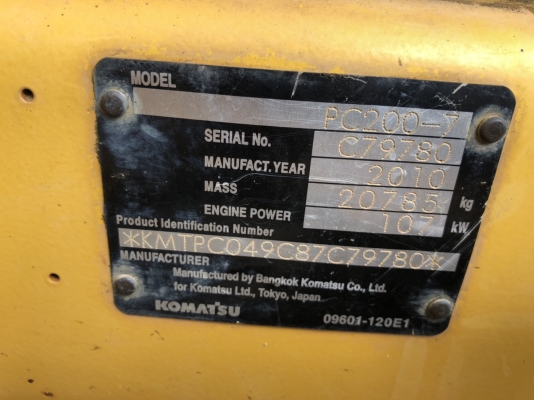 MODEL PC200-7
SERIAL No. C79780
MANUFACT.YEAR 2010
MASS 20785 kg
ENGINE POWER 107 kW
Product Identification Number
*KMTPC049C87C79780*
MANUFACTURER
Manufactured by Bangkok Komatsu Co. Ltd.
for Komatsu Ltd., Tokyo, Japan
KOMATSU 09601-120E1